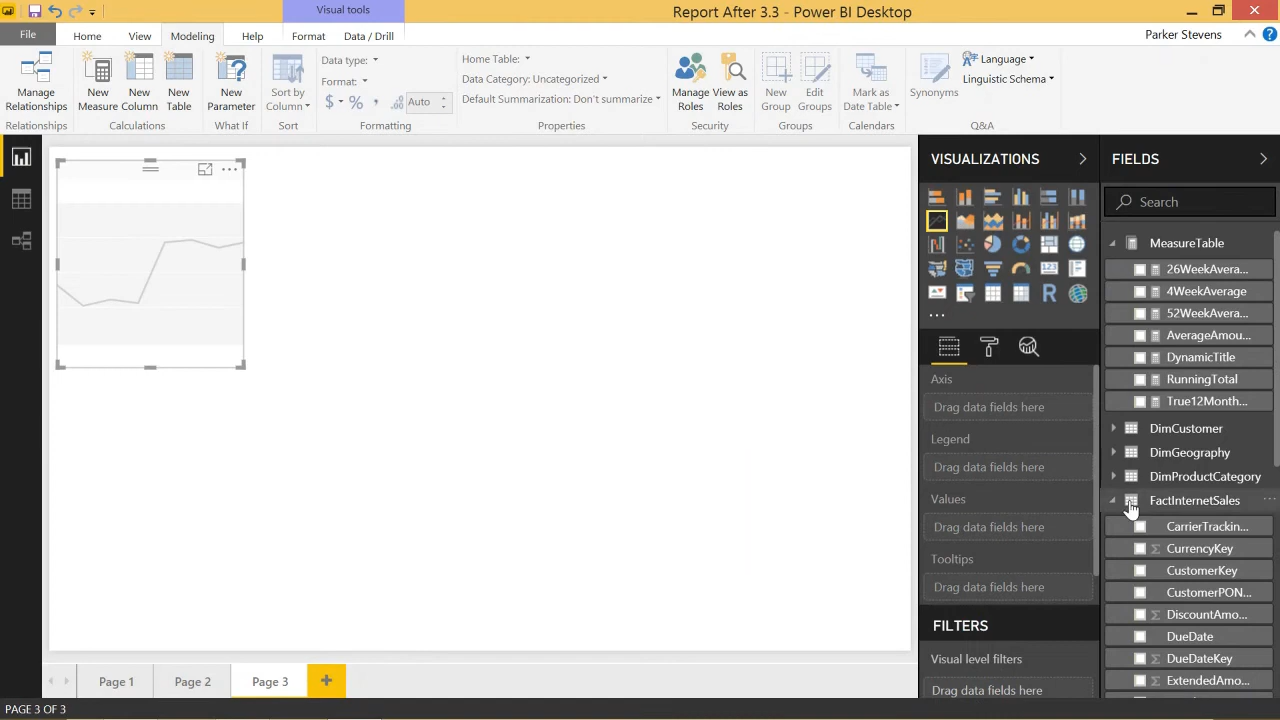 Visual tools
Report After 3.3 - Power BI Desktop
File
Home
View
Modeling
Help
Format
Data / Drill
Parker Stevens
Manage Relationships
Relationships
New Measure
New Column
New Table
Calculations
New Parameter
What If
Sort by Column
Sort
Data type:
Format:
$ % , Auto
Formatting
Home Table:
Data Category: Uncategorized
Default Summarization: Don't summarize
Properties
Manage Roles
View as Roles
Security
New Group
Edit Groups
Groups
Mark as Date Table
Calendars
Synonyms
Language
Linguistic Schema
Q&A
VISUALIZATIONS
R
123
Axis
Drag data fields here
Legend
Drag data fields here
Values
Drag data fields here
Tooltips
Drag data fields here
FILTERS
Visual level filters
Drag data fields here
FIELDS
Search
MeasureTable
26WeekAvera...
4WeekAverage
52WeekAvera...
AverageAmou...
DynamicTitle
RunningTotal
True12Month...
DimCustomer
DimGeography
DimProductCategory
FactInternetSales
CarrierTrackin...
CurrencyKey
CustomerKey
CustomerPON...
DiscountAmo...
DueDate
DueDateKey
ExtendedAmo...
Page 1
Page 2
Page 3
PAGE 3 OF 3